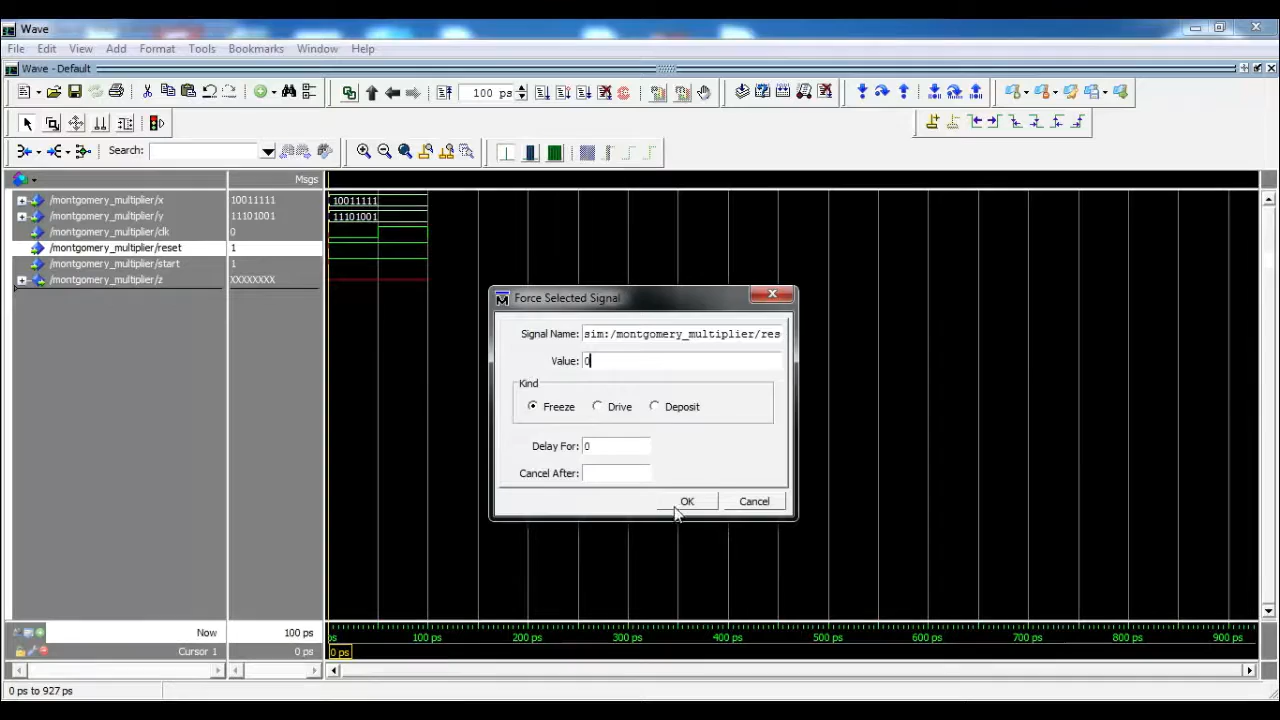 Wave
File Edit View Add Format Tools Bookmarks Window Help
Wave - Default
100 ps
Search:
Msgs
/montgomery_multiplier/x 10011111 10011111
/montgomery_multiplier/y 11101001 11101001
/montgomery_multiplier/clk 0
/montgomery_multiplier/reset 1
/montgomery_multiplier/start 1
/montgomery_multiplier/z XXXXXXXX
Force Selected Signal
Signal Name: sim:/montgomery_multiplier/res
Value: 0
Kind
Freeze Drive Deposit
Delay For: 0
Cancel After:
OK Cancel
Now 100 ps ps 100 ps 200 ps 300 ps 400 ps 500 ps 600 ps 700 ps 800 ps 900 ps
Cursor 1 0 ps 0 ps
0 ps to 927 ps